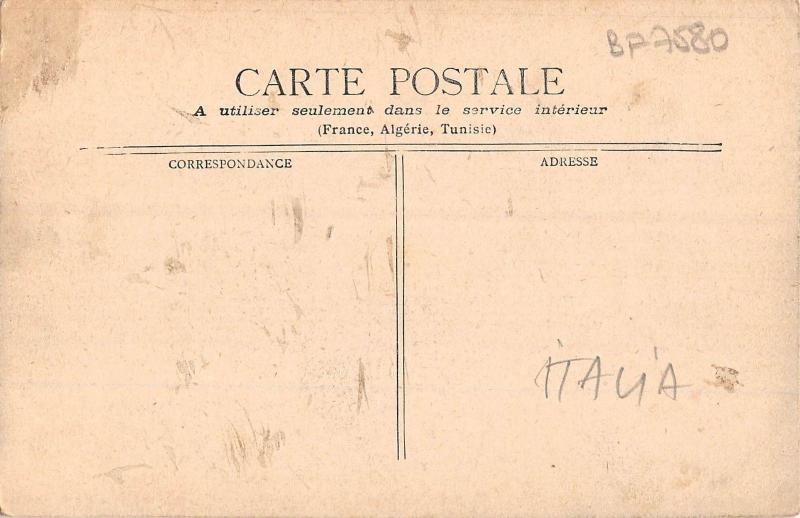 BP7580
CARTE POSTALE
A utiliser seulement dans le service intérieur
(France, Algérie, Tunisie)
CORRESPONDANCE
ADRESSE
iTALiA